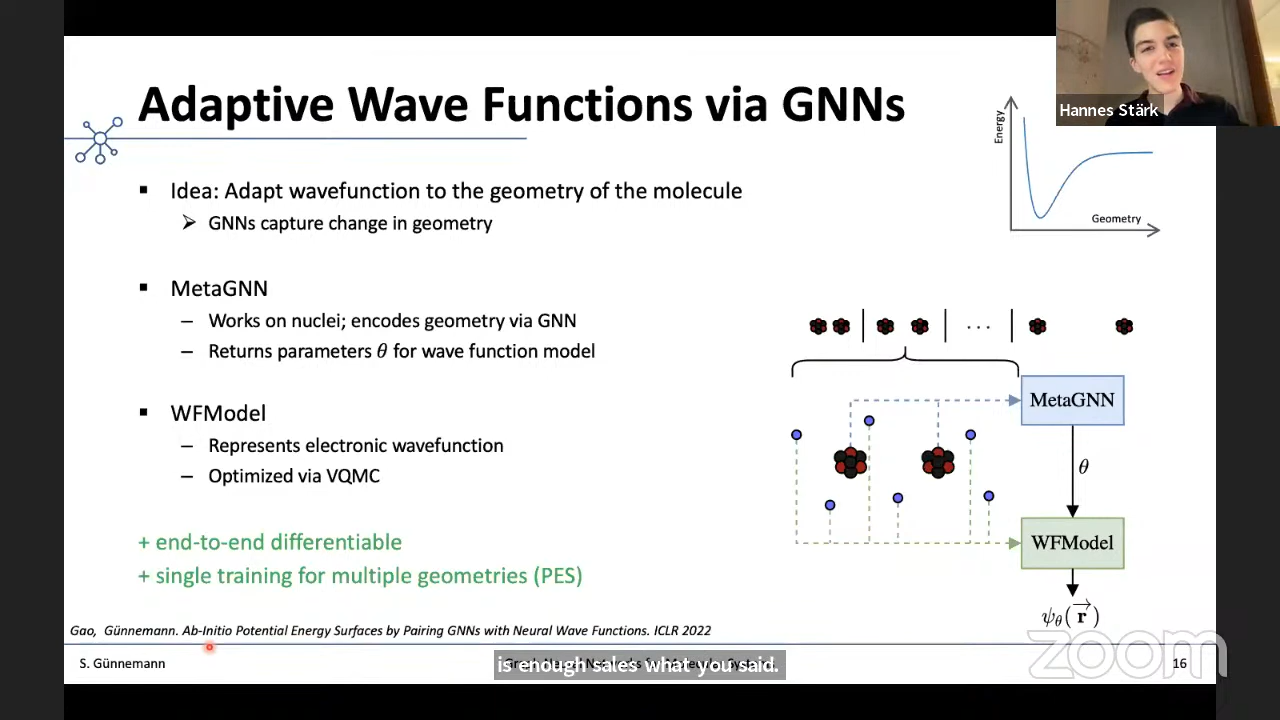 Adaptive Wave Functions via GNNs
Hannes Stärk
Energy
Geometry
▪ Idea: Adapt wavefunction to the geometry of the molecule
➢ GNNs capture change in geometry
▪ MetaGNN
– Works on nuclei; encodes geometry via GNN
– Returns parameters θ for wave function model
▪ WFModel
– Represents electronic wavefunction
– Optimized via VQMC
+ end-to-end differentiable
+ single training for multiple geometries (PES)
...
MetaGNN
θ
WFModel
ψθ(r⃗)
Gao, Günnemann. Ab-Initio Potential Energy Surfaces by Pairing GNNs with Neural Wave Functions. ICLR 2022
S. Günnemann
is enough sales what you said.
16
zoom